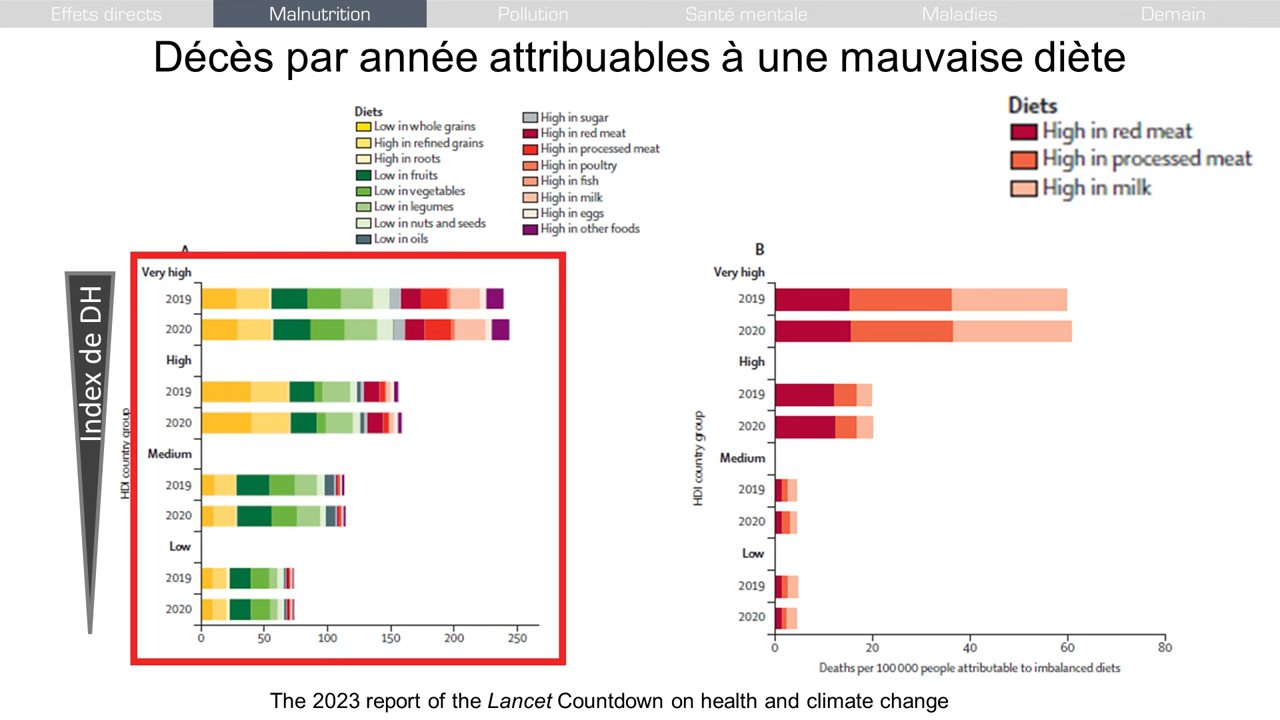 Effets directs
Malnutrition
Pollution
Santé mentale
Maladies
Demain
Décès par année attribuables à une mauvaise diète
Diets
Low in whole grains
High in refined grains
High in roots
Low in fruits
Low in vegetables
Low in legumes
Low in nuts and seeds
Low in oils
High in sugar
High in red meat
High in processed meat
High in poultry
High in fish
High in milk
High in eggs
High in other foods
Diets
High in red meat
High in processed meat
High in milk
Index de DH
A
HDI country group
Very high
2019
2020
High
2019
2020
Medium
2019
2020
Low
2019
2020
0 50 100 150 200 250
B
HDI country group
Very high
2019
2020
High
2019
2020
Medium
2019
2020
Low
2019
2020
0 20 40 60 80
Deaths per 100 000 people attributable to imbalanced diets
The 2023 report of the Lancet Countdown on health and climate change